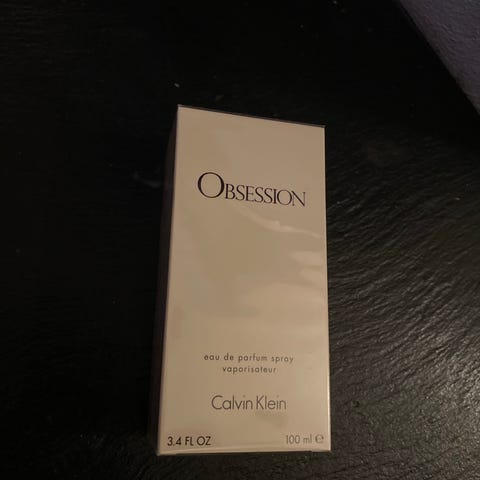 OBSESSION
eau de parfum spray
vaporisateur
Calvin Klein
3.4 FL OZ 100 ml ℮